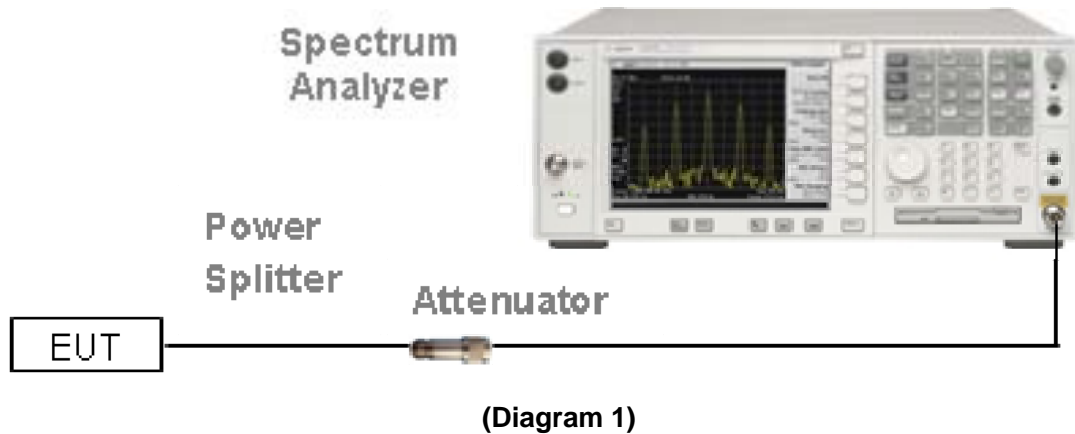 Spectrum
Analyzer
Power
Splitter
Attenuator
EUT
(Diagram 1)